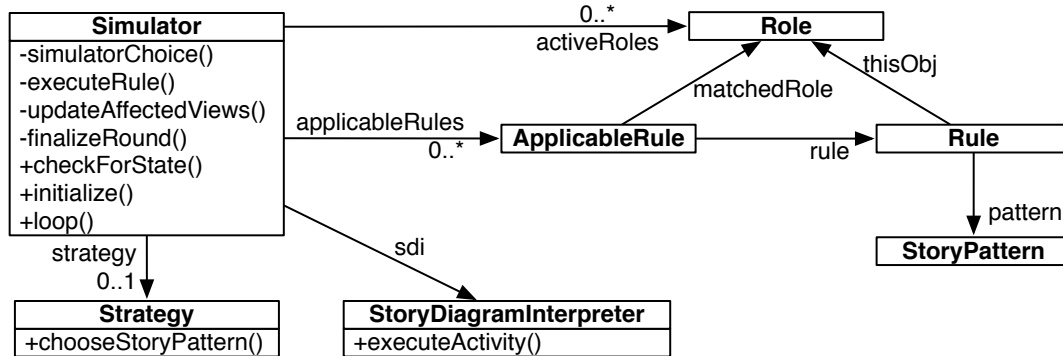 Simulator
-simulatorChoice()
-executeRule()
-updateAffectedViews()
-finalizeRound()
+checkForState()
+initialize()
+loop()
0..*
activeRoles
Role
thisObj
matchedRole
applicableRules
0..*
ApplicableRule
rule
Rule
pattern
StoryPattern
strategy
0..1
sdi
Strategy
+chooseStoryPattern()
StoryDiagramInterpreter
+executeActivity()